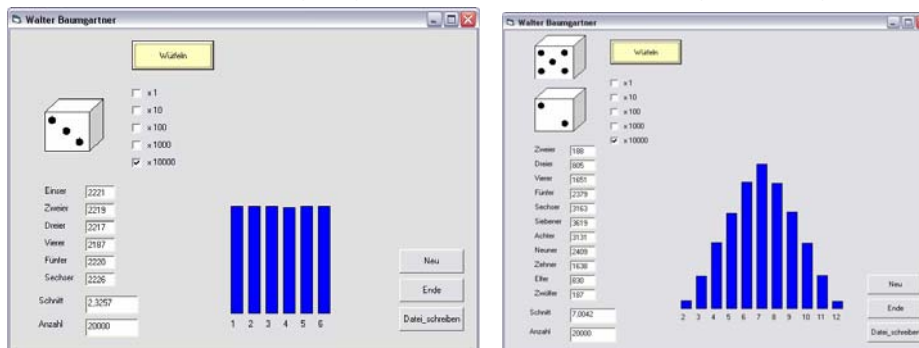 Walter Baumgartner
Würfeln
x 1
x 10
x 100
x 1000
x 10000
Einser 2221
Zweier 2219
Dreier 2217
Vierer 2187
Fünfer 2220
Sechser 2226
Schnitt 2,3257
Anzahl 20000
1 2 3 4 5 6
Neu
Ende
Datei_schreiben
Walter Baumgartner
Würfeln
x 1
x 10
x 100
x 1000
x 10000
Zweier 188
Dreier 805
Vierer 1651
Fünfer 2379
Sechser 3163
Siebener 3619
Achter 3131
Neuner 2409
Zehner 1638
Elfer 830
Zwölfer 187
Schnitt 7,0042
Anzahl 20000
2 3 4 5 6 7 8 9 10 11 12
Neu
Ende
Datei_schreiben